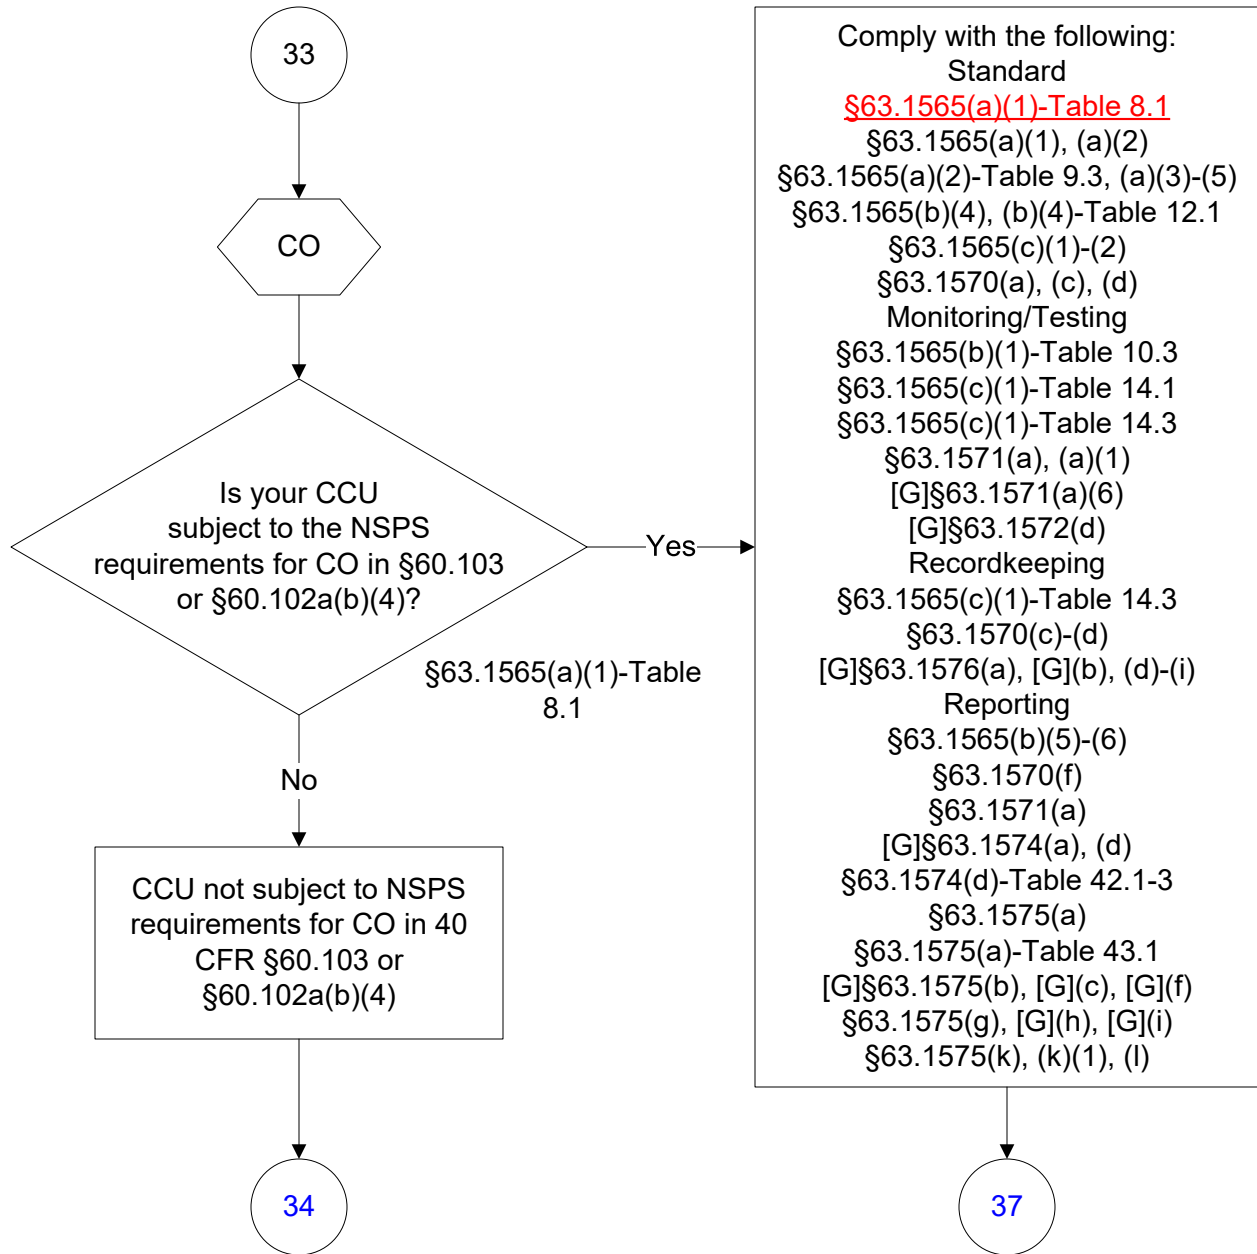 33
CO
Is your CCU
subject to the NSPS
requirements for CO in §60.103
or §60.102a(b)(4)?
Yes
§63.1565(a)(1)-Table
8.1
No
CCU not subject to NSPS
requirements for CO in 40
CFR §60.103 or
§60.102a(b)(4)
34
Comply with the following:
Standard
§63.1565(a)(1)-Table 8.1
§63.1565(a)(1), (a)(2)
§63.1565(a)(2)-Table 9.3, (a)(3)-(5)
§63.1565(b)(4), (b)(4)-Table 12.1
§63.1565(c)(1)-(2)
§63.1570(a), (c), (d)
Monitoring/Testing
§63.1565(b)(1)-Table 10.3
§63.1565(c)(1)-Table 14.1
§63.1565(c)(1)-Table 14.3
§63.1571(a), (a)(1)
[G]§63.1571(a)(6)
[G]§63.1572(d)
Recordkeeping
§63.1565(c)(1)-Table 14.3
§63.1570(c)-(d)
[G]§63.1576(a), [G](b), (d)-(i)
Reporting
§63.1565(b)(5)-(6)
§63.1570(f)
§63.1571(a)
[G]§63.1574(a), (d)
§63.1574(d)-Table 42.1-3
§63.1575(a)
§63.1575(a)-Table 43.1
[G]§63.1575(b), [G](c), [G](f)
§63.1575(g), [G](h), [G](i)
§63.1575(k), (k)(1), (l)
37